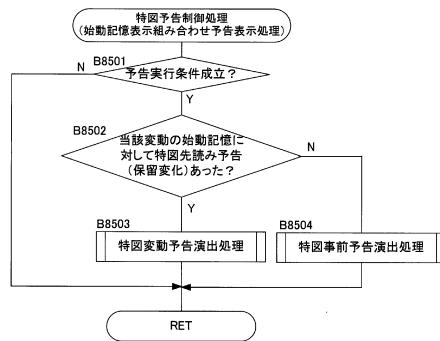 特図予告制御処理
(始動記憶表示組み合わせ予告表示処理)
B8501
N
予告実行条件成立？
Y
B8502
当該変動の始動記憶に
対して特図先読み予告
(保留変化)あった？
N
Y
B8503
特図変動予告演出処理
B8504
特図事前予告演出処理
RET